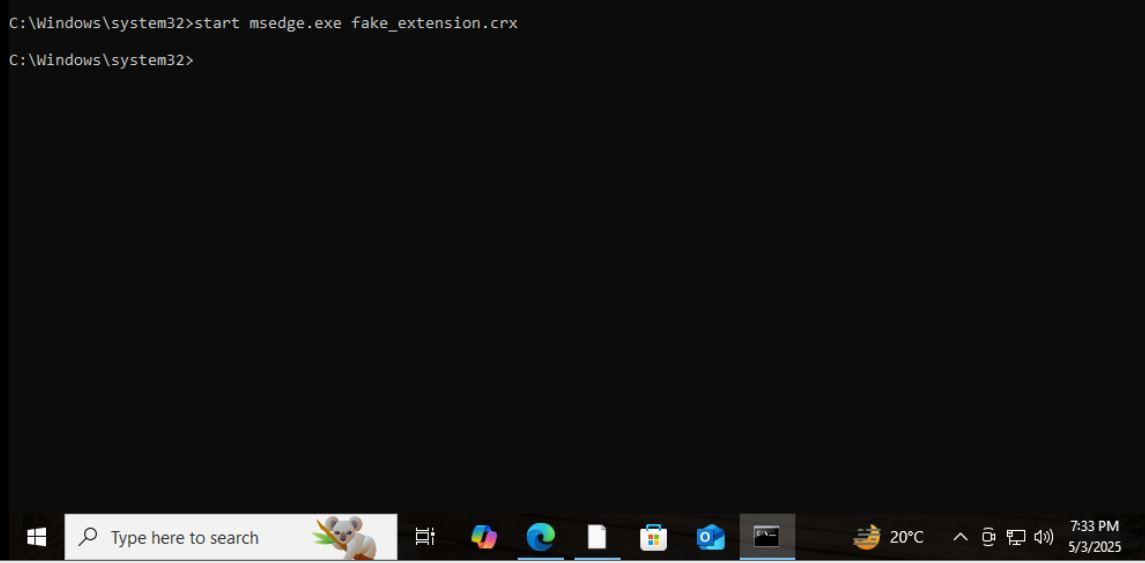 C:\Windows\system32>start msedge.exe fake_extension.crx
C:\Windows\system32>
Type here to search
20°C
7:33 PM
5/3/2025